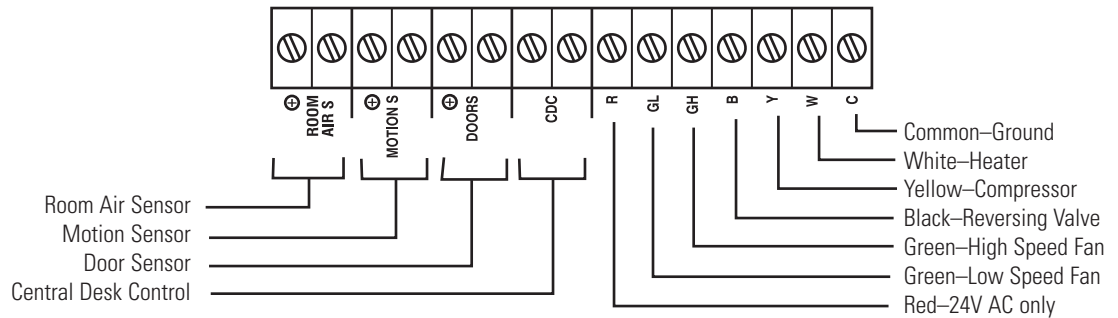 ROOM
AIR S
MOTION S
DOORS
CDC
R
GL
GH
B
Y
W
C
Room Air Sensor
Motion Sensor
Door Sensor
Central Desk Control
Common–Ground
White–Heater
Yellow–Compressor
Black–Reversing Valve
Green–High Speed Fan
Green–Low Speed Fan
Red–24V AC only